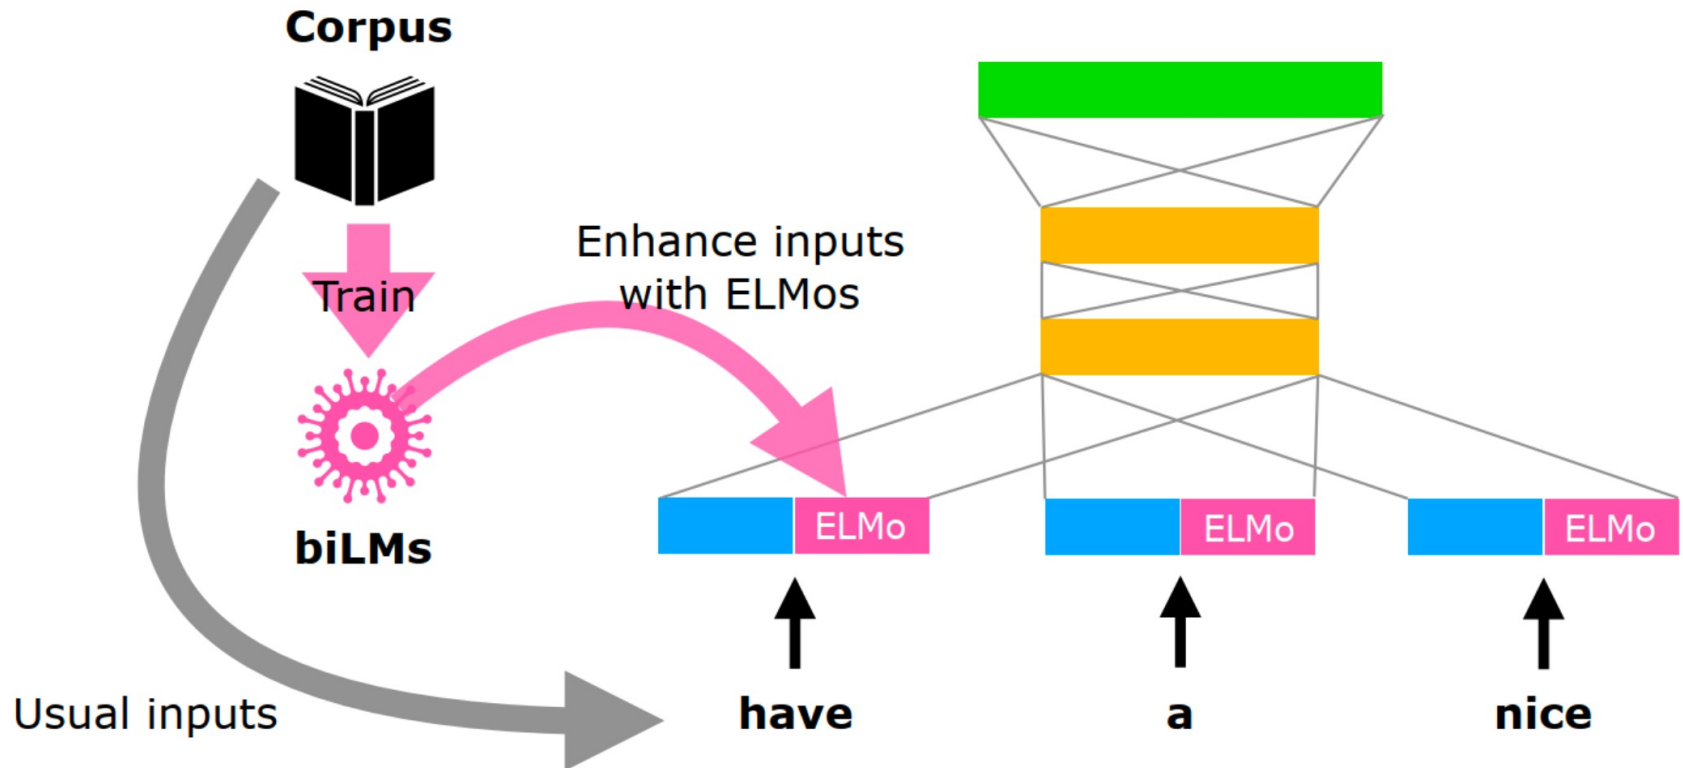 Corpus
Train
biLMs
Usual inputs
Enhance inputs
with ELMos
ELMo
ELMo
ELMo
have
a
nice